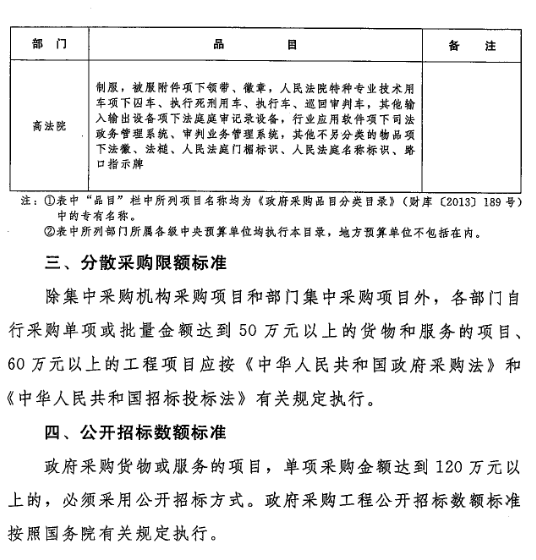 部 门 品 目 备 注
高法院
制服，被服附件项下领带、徽章，人民法院特种专业技术用
车项下囚车、执行死刑用车、执行车、巡回审判车，其他输
入输出设备项下法庭庭审记录设备，行业应用软件项下司法
政务管理系统、审判业务管理系统，其他不另分类的物品项
下法徽、法槌、人民法庭门楣标识、人民法庭名称标识、路
口指示牌
注：①表中“品目”栏中所列项目名称均为《政府采购品目分类目录》（财库〔2013〕189 号）
中的专有名称。
②表中所列部门所属各级中央预算单位均执行本目录，地方预算单位不包括在内。
三、分散采购限额标准
除集中采购机构采购项目和部门集中采购项目外，各部门自
行采购单项或批量金额达到 50 万元以上的货物和服务的项目、
60 万元以上的工程项目应按《中华人民共和国政府采购法》和
《中华人民共和国招标投标法》有关规定执行。
四、公开招标数额标准
政府采购货物或服务的项目，单项采购金额达到 120 万元以
上的，必须采用公开招标方式。政府采购工程公开招标数额标准
按照国务院有关规定执行。